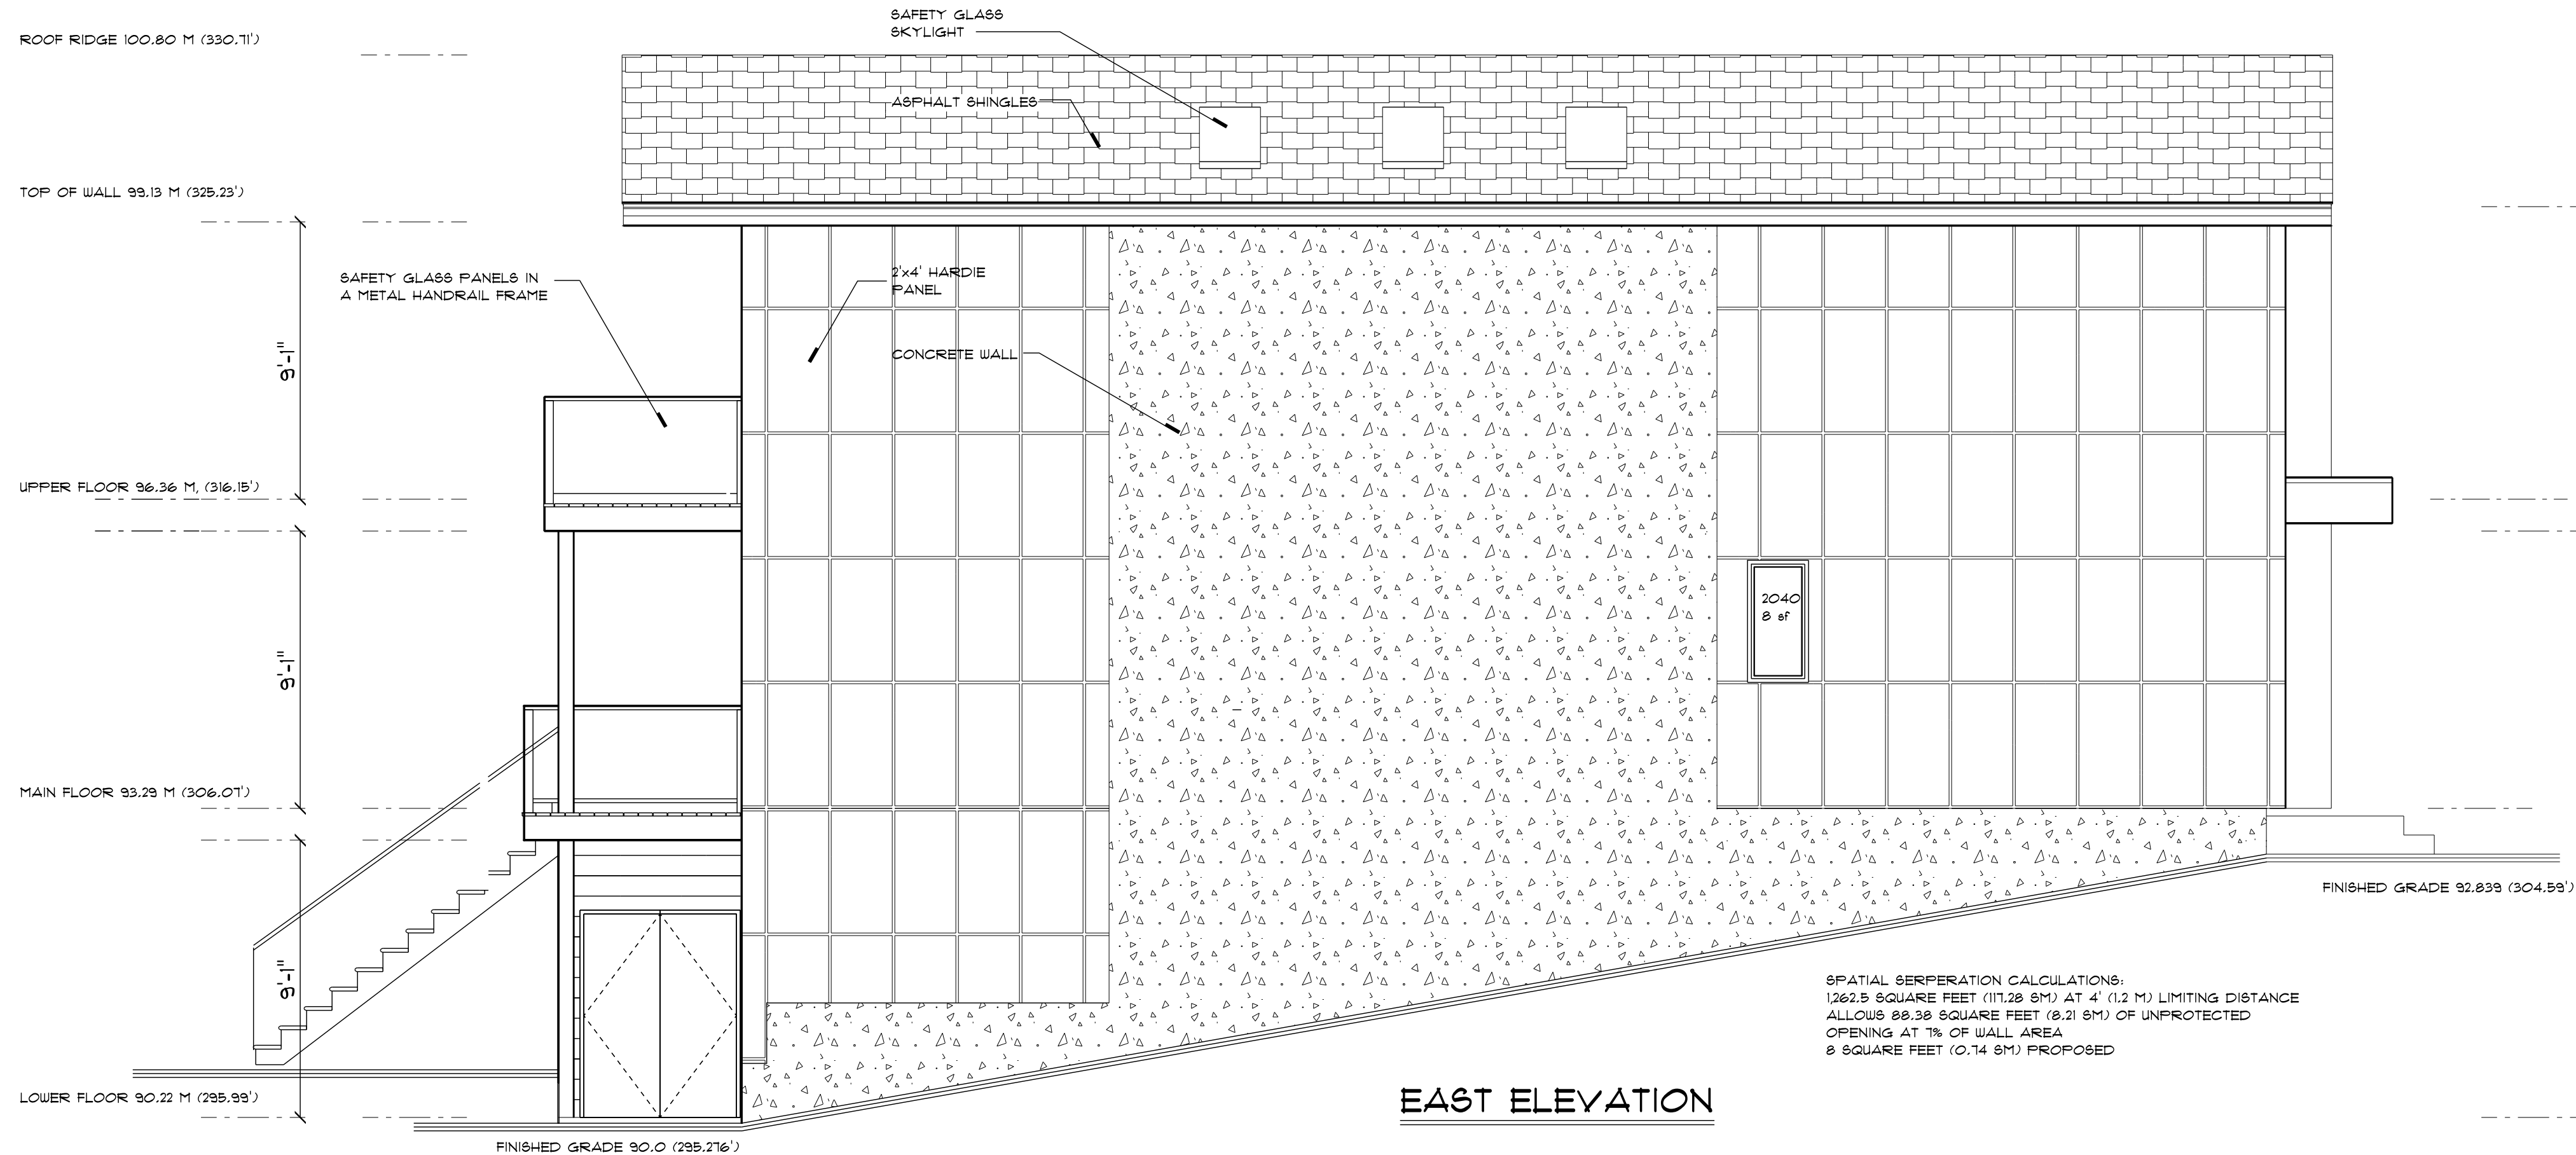 SAFETY GLASS
SKYLIGHT
ROOF RIDGE 100.80 M (330.71')
ASPHALT SHINGLES
TOP OF WALL 99.13 M (325.23')
SAFETY GLASS PANELS IN
A METAL HANDRAIL FRAME
2'x4' HARDIE
PANEL
9'-1"
CONCRETE WALL
UPPER FLOOR 96.36 M, (316.15')
2040
8 sf
9'-1"
MAIN FLOOR 93.29 M (306.07')
FINISHED GRADE 92.839 (304.59')
9'-1"
SPATIAL SERPERATION CALCULATIONS:
1,262.5 SQUARE FEET (117.28 SM) AT 4' (1.2 M) LIMITING DISTANCE
ALLOWS 88.38 SQUARE FEET (8.21 SM) OF UNPROTECTED
OPENING AT 7% OF WALL AREA
8 SQUARE FEET (0.74 SM) PROPOSED
LOWER FLOOR 90.22 M (295.99')
EAST ELEVATION
FINISHED GRADE 90.0 (295.276')